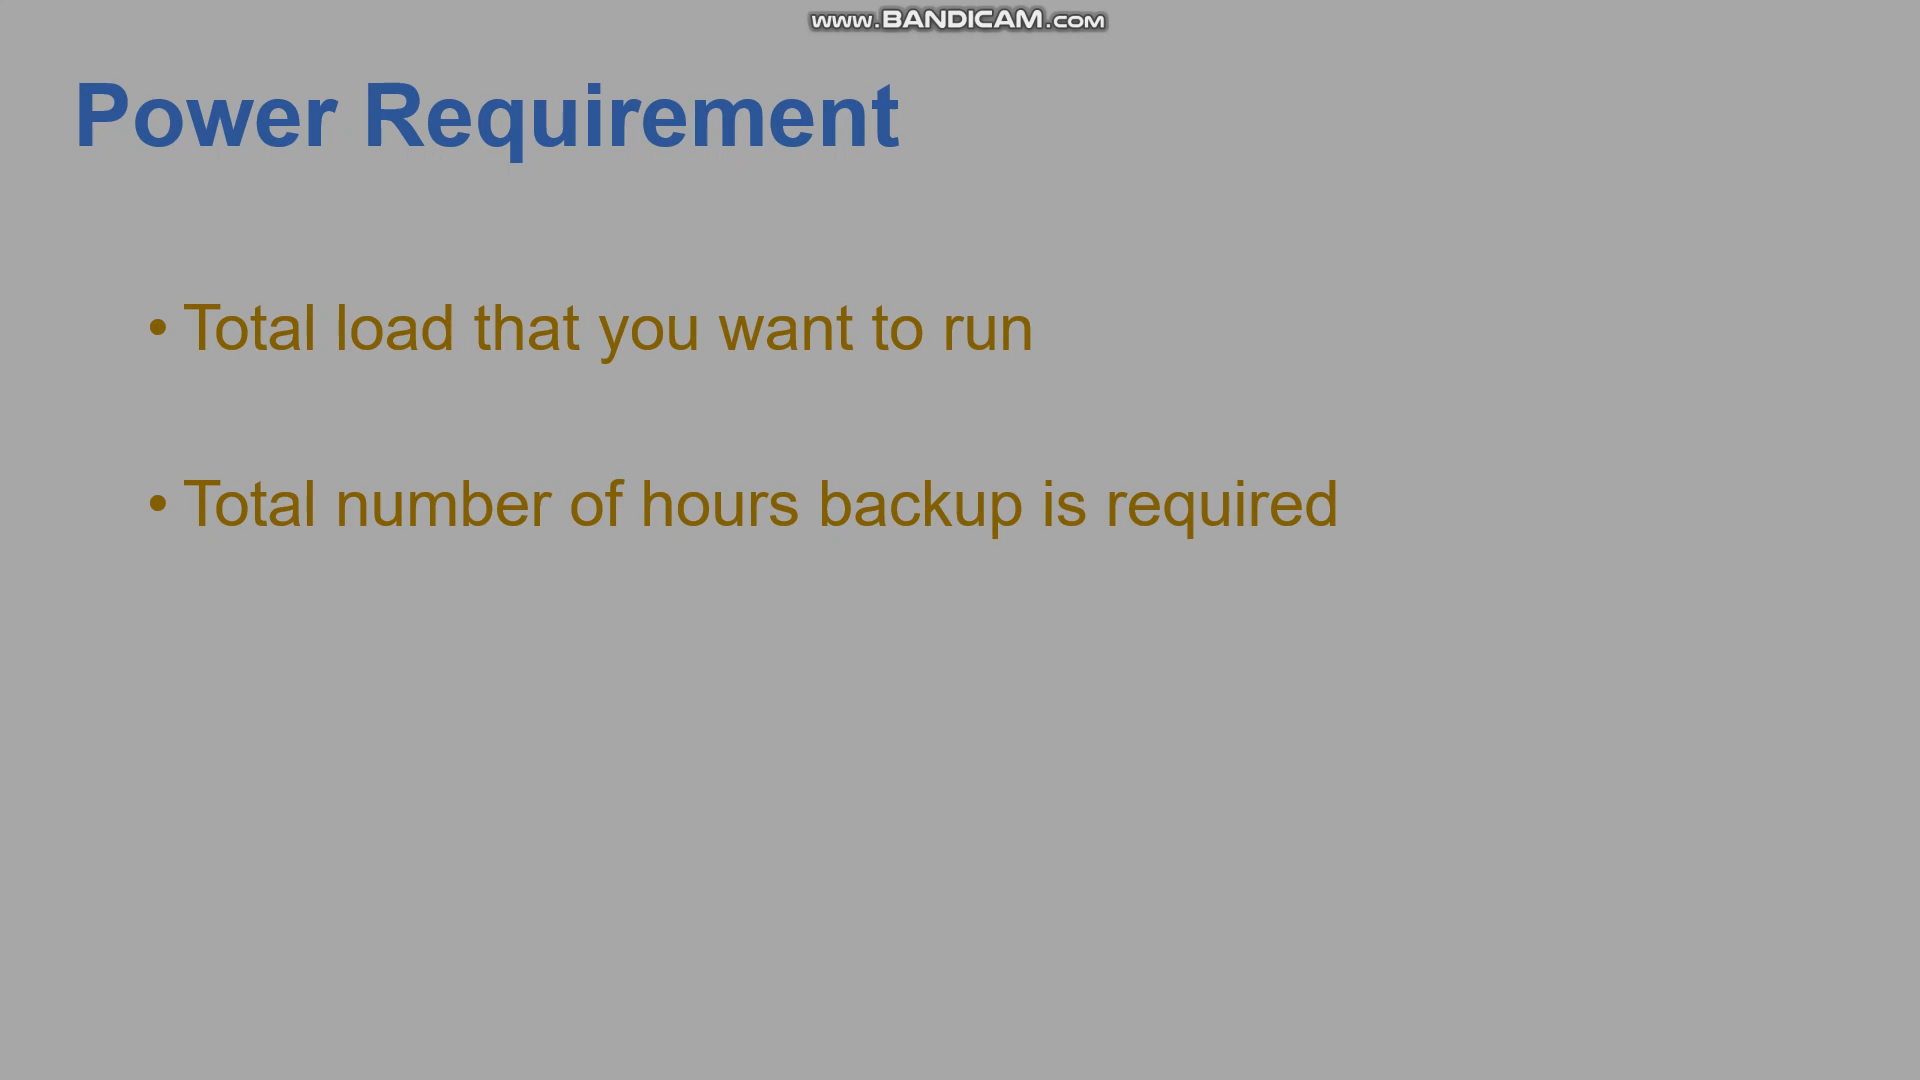 www.BANDICAM.com
Power Requirement
• Total load that you want to run
• Total number of hours backup is required